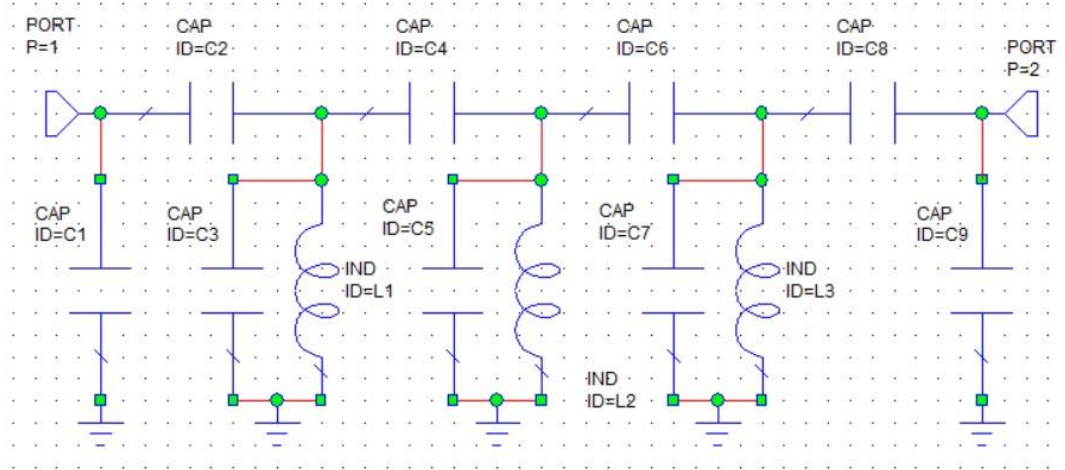 PORT
P=1
CAP
ID=C2
CAP
ID=C4
CAP
ID=C6
CAP
ID=C8
PORT
P=2
CAP
ID=C1
CAP
ID=C3
IND
ID=L1
CAP
ID=C5
CAP
ID=C7
IND
ID=L3
CAP
ID=C9
IND
ID=L2